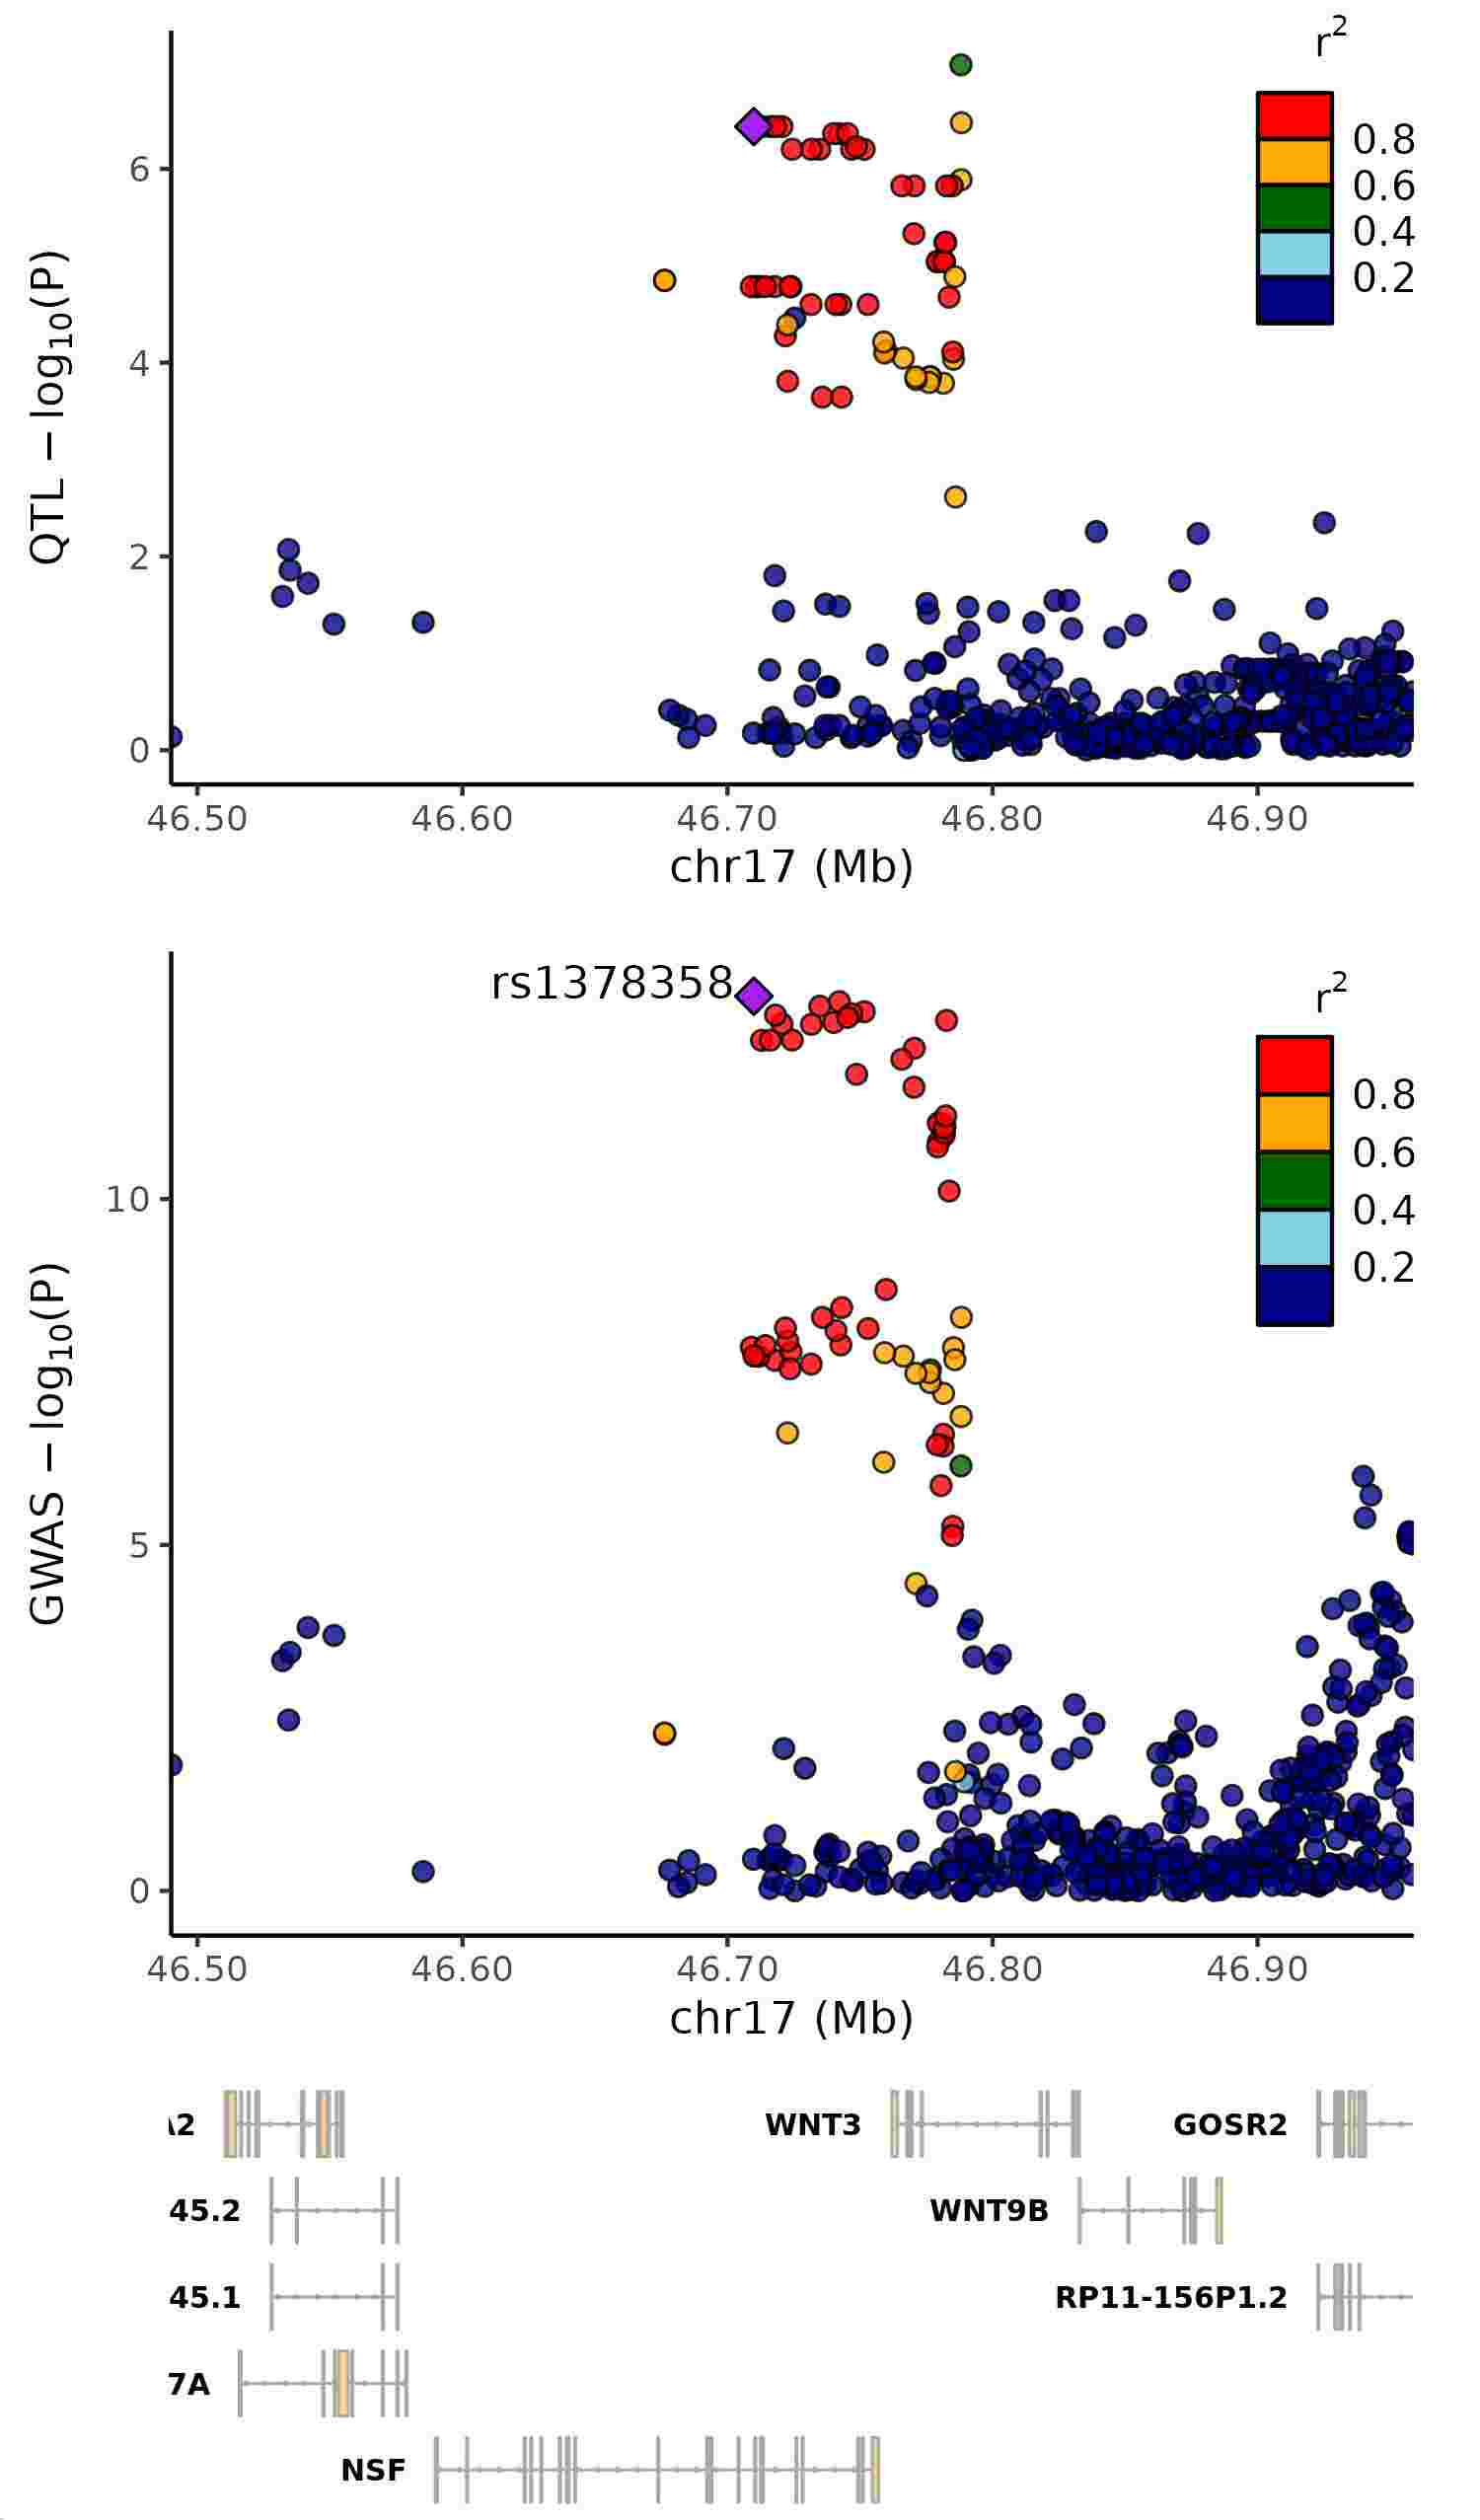 r2
0.8
0.6
0.4
0.2
QTL −log10(P)
6
4
2
0
46.50 46.60 46.70 46.80 46.90
chr17 (Mb)
rs1378358
r2
0.8
0.6
0.4
0.2
GWAS −log10(P)
10
5
0
46.50 46.60 46.70 46.80 46.90
chr17 (Mb)
A2 WNT3 GOSR2
45.2 WNT9B
45.1 RP11-156P1.2
7A
NSF